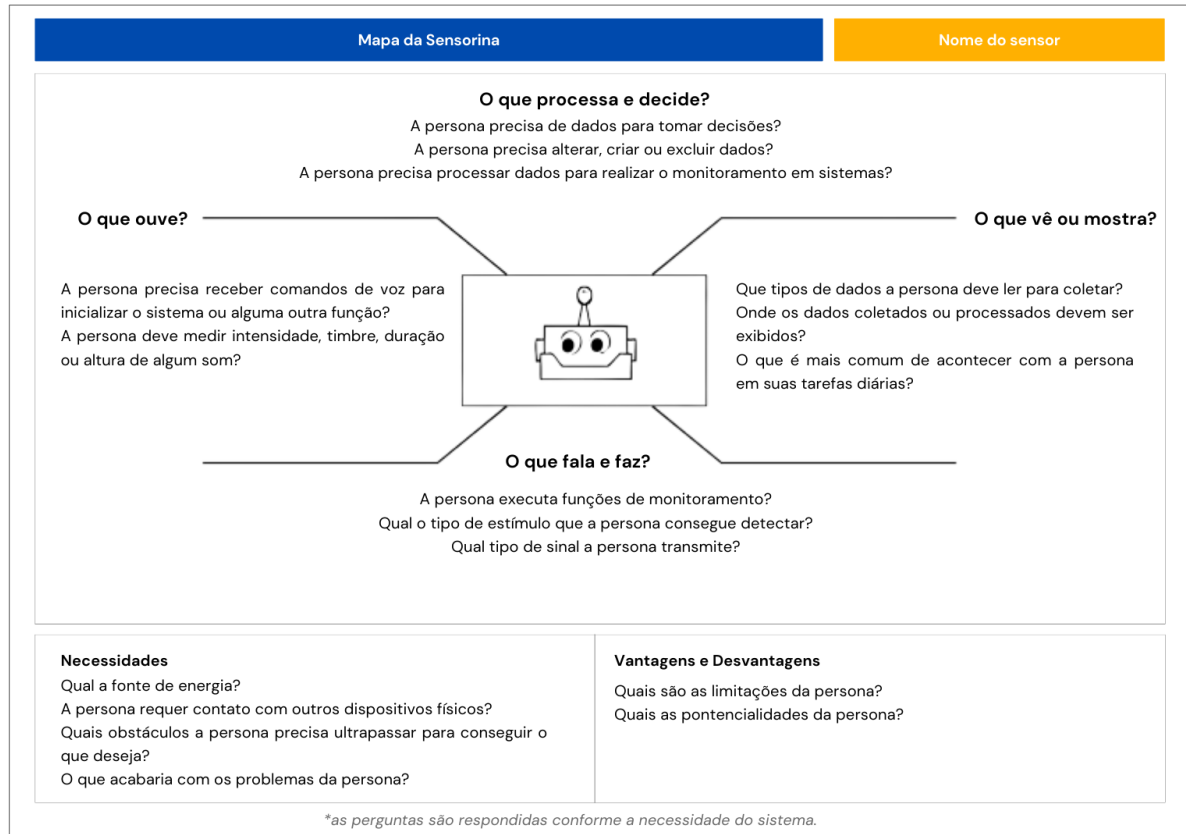 Mapa da Sensorina
Nome do sensor
O que processa e decide?
A persona precisa de dados para tomar decisões?
A persona precisa alterar, criar ou excluir dados?
A persona precisa processar dados para realizar o monitoramento em sistemas?
O que ouve?
A persona precisa receber comandos de voz para
inicializar o sistema ou alguma outra função?
A persona deve medir intensidade, timbre, duração
ou altura de algum som?
O que vê ou mostra?
Que tipos de dados a persona deve ler para coletar?
Onde os dados coletados ou processados devem ser
exibidos?
O que é mais comum de acontecer com a persona
em suas tarefas diárias?
O que fala e faz?
A persona executa funções de monitoramento?
Qual o tipo de estímulo que a persona consegue detectar?
Qual tipo de sinal a persona transmite?
Necessidades
Qual a fonte de energia?
A persona requer contato com outros dispositivos físicos?
Quais obstáculos a persona precisa ultrapassar para conseguir o
que deseja?
O que acabaria com os problemas da persona?
Vantagens e Desvantagens
Quais são as limitações da persona?
Quais as pontencialidades da persona?
*as perguntas são respondidas conforme a necessidade do sistema.